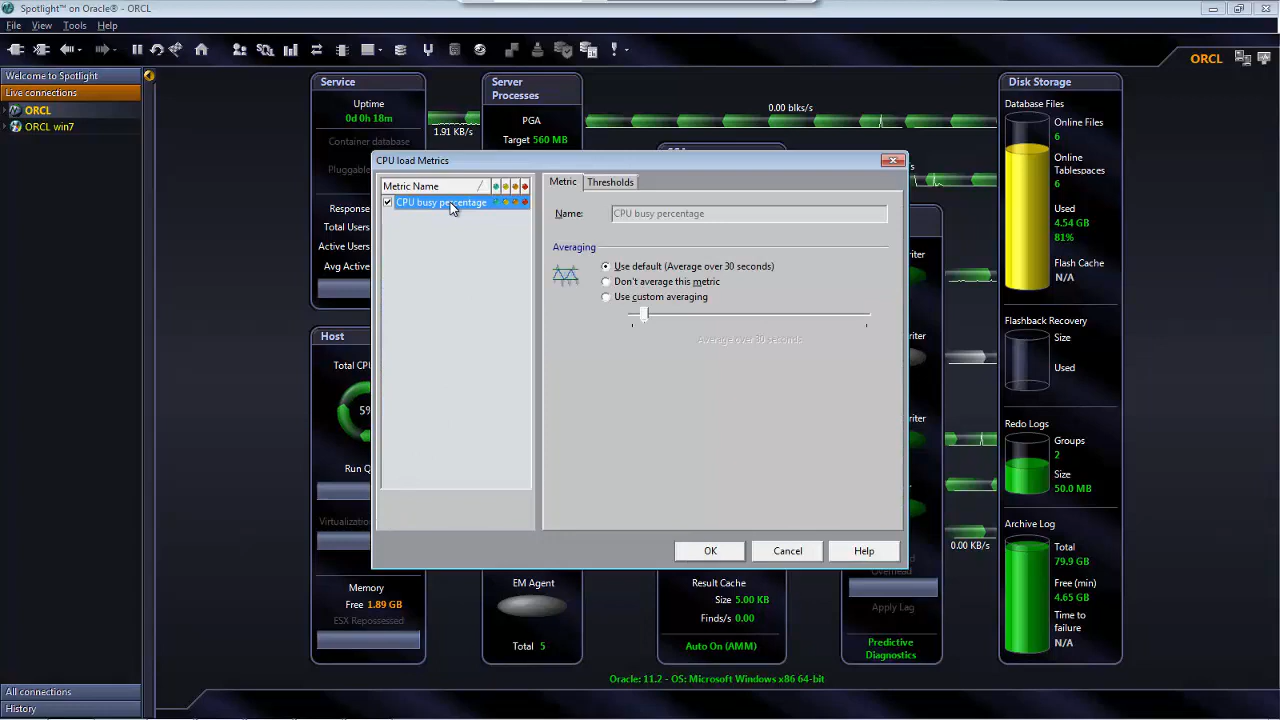 Spotlight™ on Oracle® - ORCL
File View Tools Help
ORCL
Welcome to Spotlight
Live connections
ORCL
ORCL win7
All connections
History
Service
Uptime
0d 0h 18m
Container database
Pluggable
Response
Total Users
Active Users
Avg Active
1.91 KB/s
Server
Processes
PGA
Target 560 MB
0.00 blks/s
Host
Total CPU
5%
Run Q
Virtualizatio
Memory
Free 1.89 GB
ESX Repossessed
CPU load Metrics
Metric Name
CPU busy percentage
Metric
Thresholds
Name: CPU busy percentage
Averaging
Use default (Average over 30 seconds)
Don't average this metric
Use custom averaging
Average over 30 seconds
OK
Cancel
Help
EM Agent
Total 5
Result Cache
Size 5.00 KB
Finds/s 0.00
Auto On (AMM)
Overhead
Apply Lag
Predictive
Diagnostics
0.00 KB/s
Disk Storage
Database Files
Online Files
6
Online
Tablespaces
6
Used
4.54 GB
81%
Flash Cache
N/A
Flashback Recovery
Size
Used
Redo Logs
Groups
2
Size
50.0 MB
Archive Log
Total
79.9 GB
Free (min)
4.65 GB
Time to
failure
N/A
Oracle: 11.2 - OS: Microsoft Windows x86 64-bit